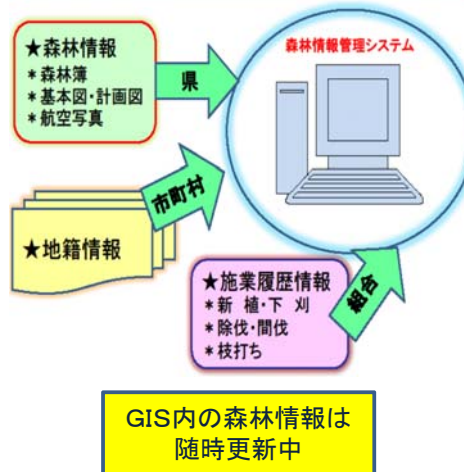 ★森林情報
＊森林簿
＊基本図・計画図
＊航空写真
県
森林情報管理システム
★地籍情報
市町村
★施業履歴情報
＊新 植・下 刈
＊除伐・間伐
＊枝打ち
組合
GIS内の森林情報は
随時更新中